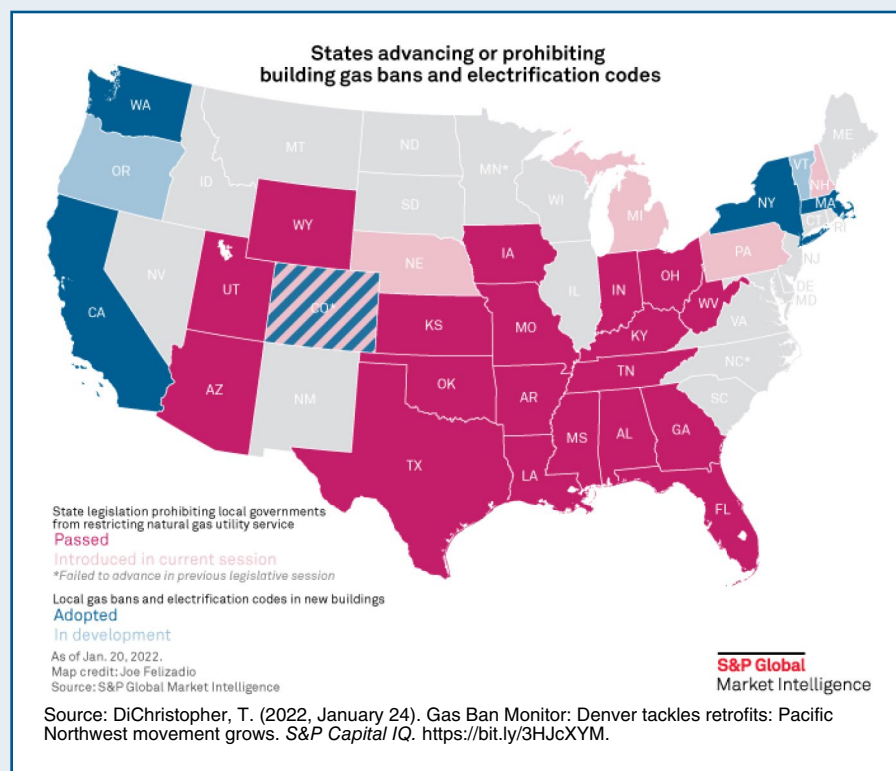 States advancing or prohibiting
building gas bans and electrification codes
WA
OR
CA
ID
NV
MT
WY
UT
AZ
CO*
NM
ND
SD
NE
KS
OK
TX
MN*
IA
MO
AR
LA
WI
IL
MI
IN
OH
KY
TN
MS
AL
GA
FL
WV
VA
NC*
SC
PA
NY
VT
NH
ME
MA
CT
RI
NJ
DE
MD
State legislation prohibiting local governments
from restricting natural gas utility service
Passed
Introduced in current session
*Failed to advance in previous legislative session
Local gas bans and electrification codes in new buildings
Adopted
In development
As of Jan. 20, 2022.
Map credit: Joe Felizadio
Source: S&P Global Market Intelligence
S&P Global
Market Intelligence
Source: DiChristopher, T. (2022, January 24). Gas Ban Monitor: Denver tackles retrofits: Pacific
Northwest movement grows. S&P Capital IQ. https://bit.ly/3HJcXYM.